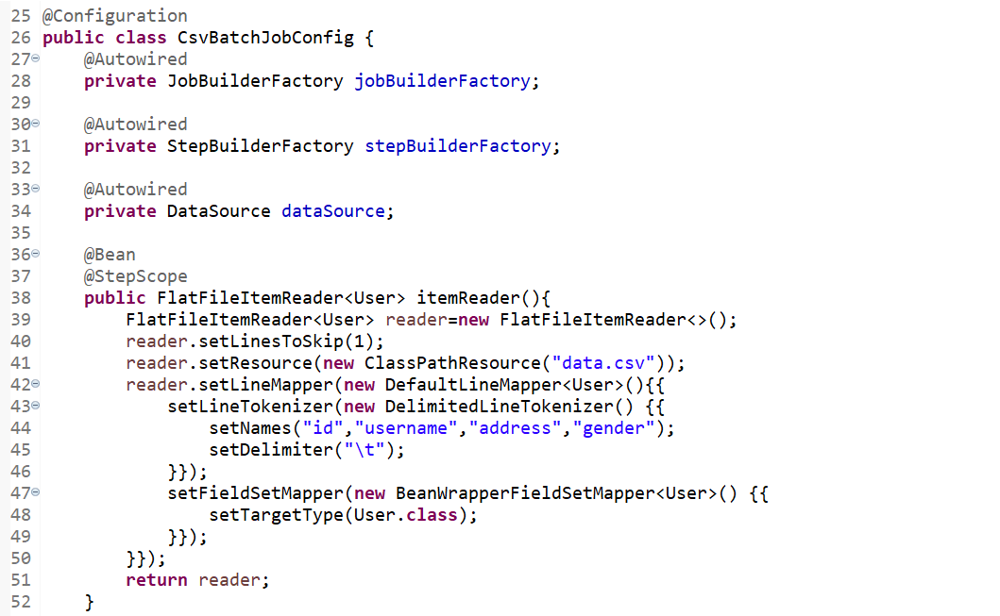 25 @Configuration
26 public class CsvBatchJobConfig {
27 @Autowired
28 private JobBuilderFactory jobBuilderFactory;
29
30 @Autowired
31 private StepBuilderFactory stepBuilderFactory;
32
33 @Autowired
34 private DataSource dataSource;
35
36 @Bean
37 @StepScope
38 public FlatFileItemReader<User> itemReader(){
39 FlatFileItemReader<User> reader=new FlatFileItemReader<>();
40 reader.setLinesToSkip(1);
41 reader.setResource(new ClassPathResource("data.csv"));
42 reader.setLineMapper(new DefaultLineMapper<User>(){{
43 setLineTokenizer(new DelimitedLineTokenizer() {{
44 setNames("id","username","address","gender");
45 setDelimiter("\t");
46 }});
47 setFieldSetMapper(new BeanWrapperFieldSetMapper<User>() {{
48 setTargetType(User.class);
49 }});
50 }});
51 return reader;
52 }